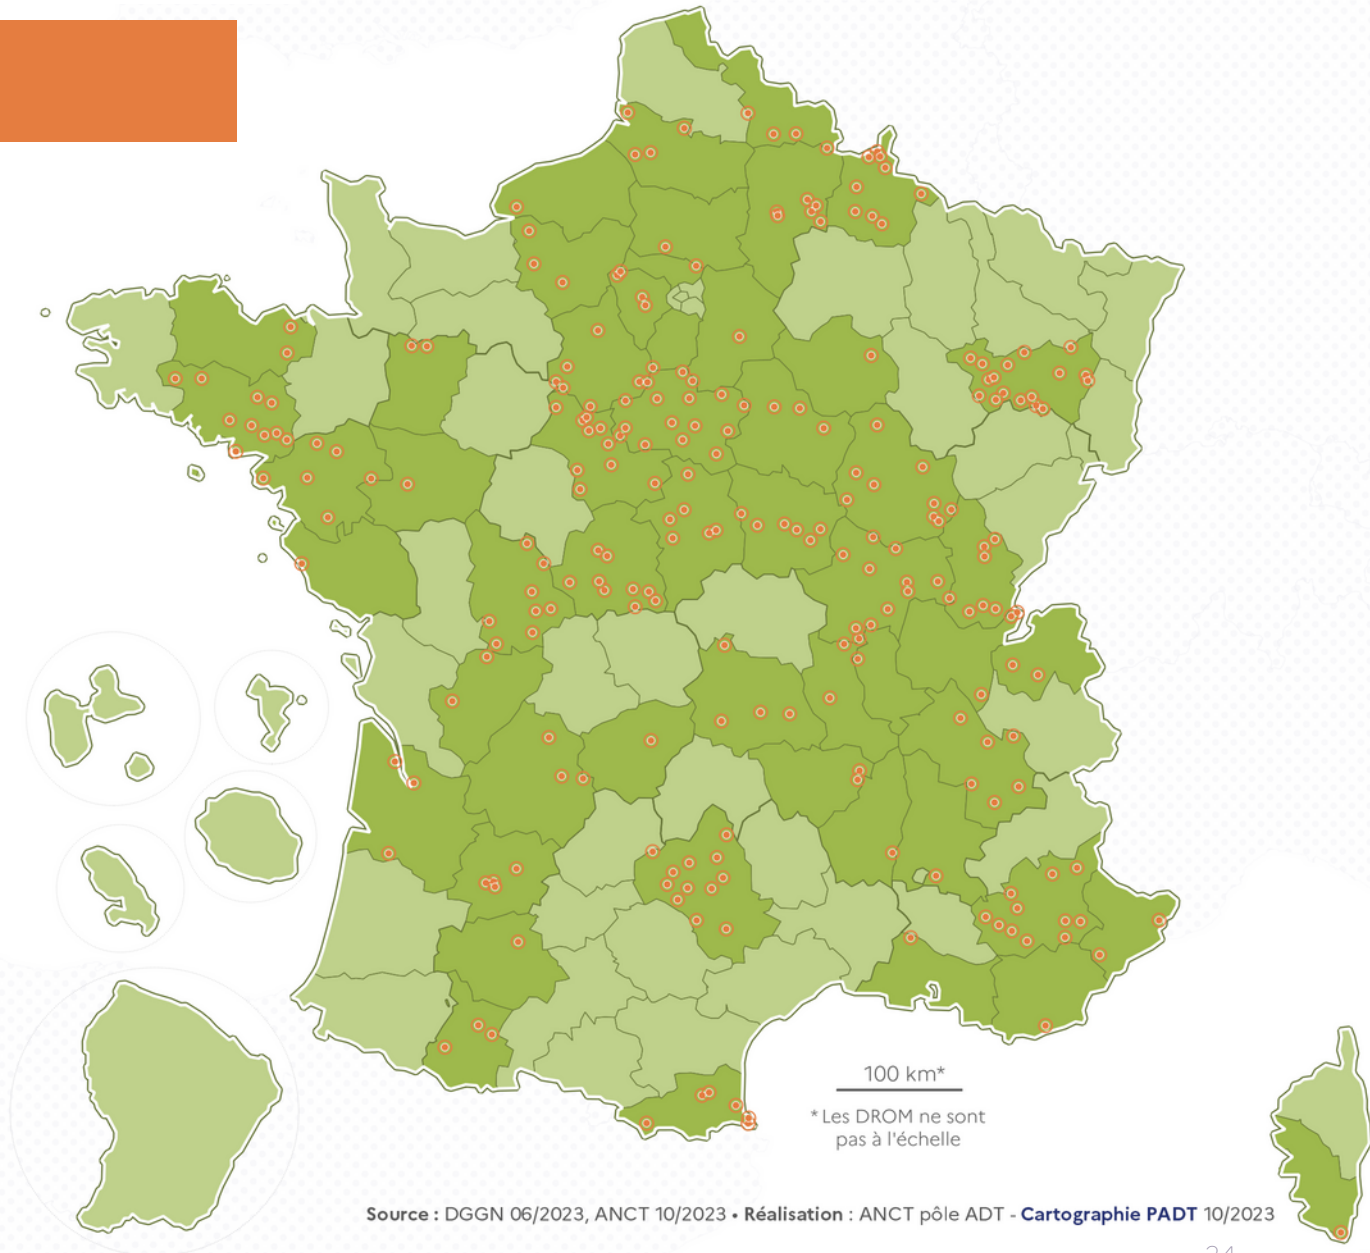 100 km*
* Les DROM ne sont
pas à l'échelle
Source : DGGN 06/2023, ANCT 10/2023 • Réalisation : ANCT pôle ADT - Cartographie PADT 10/2023